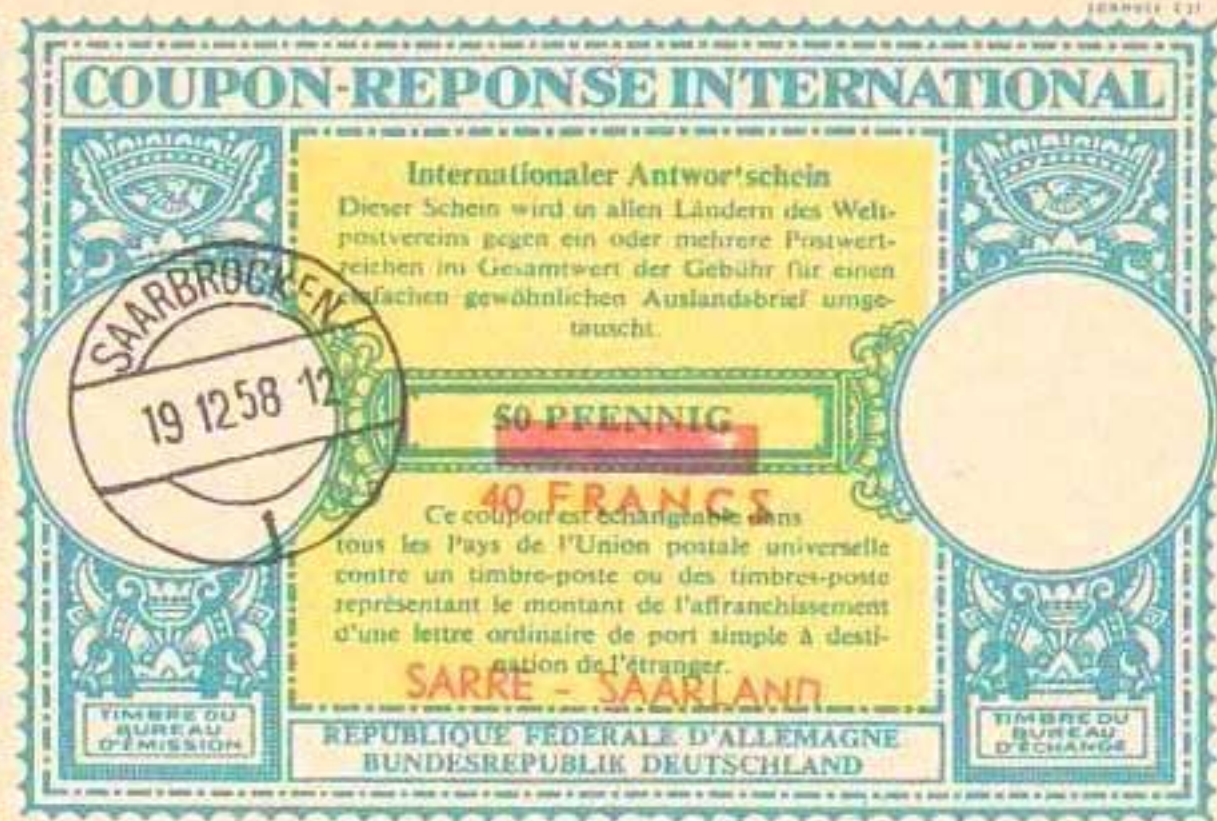 COUPON-REPONSE INTERNATIONAL
Internationaler Antwortschein
Dieser Schein wird in allen Ländern des Welt-
postvereins gegen ein oder mehrere Postwert-
zeichen im Gesamtwert der Gebühr für einen
einfachen gewöhnlichen Auslandsbrief umge-
tauscht.
SAARBRÜCKEN
19 12 58 12
1
50 PFENNIG
40 FRANCS
Ce coupon est échangeable dans
tous les Pays de l'Union postale universelle
contre un timbre-poste ou des timbres-poste
représentant le montant de l'affranchissement
d'une lettre ordinaire de port simple à desti-
nation de l'étranger.
SARRE - SAARLAND
TIMBRE DU
BUREAU
D'ÉMISSION
RÉPUBLIQUE FÉDÉRALE D'ALLEMAGNE
BUNDESREPUBLIK DEUTSCHLAND
TIMBRE DU
BUREAU
D'ÉCHANGE